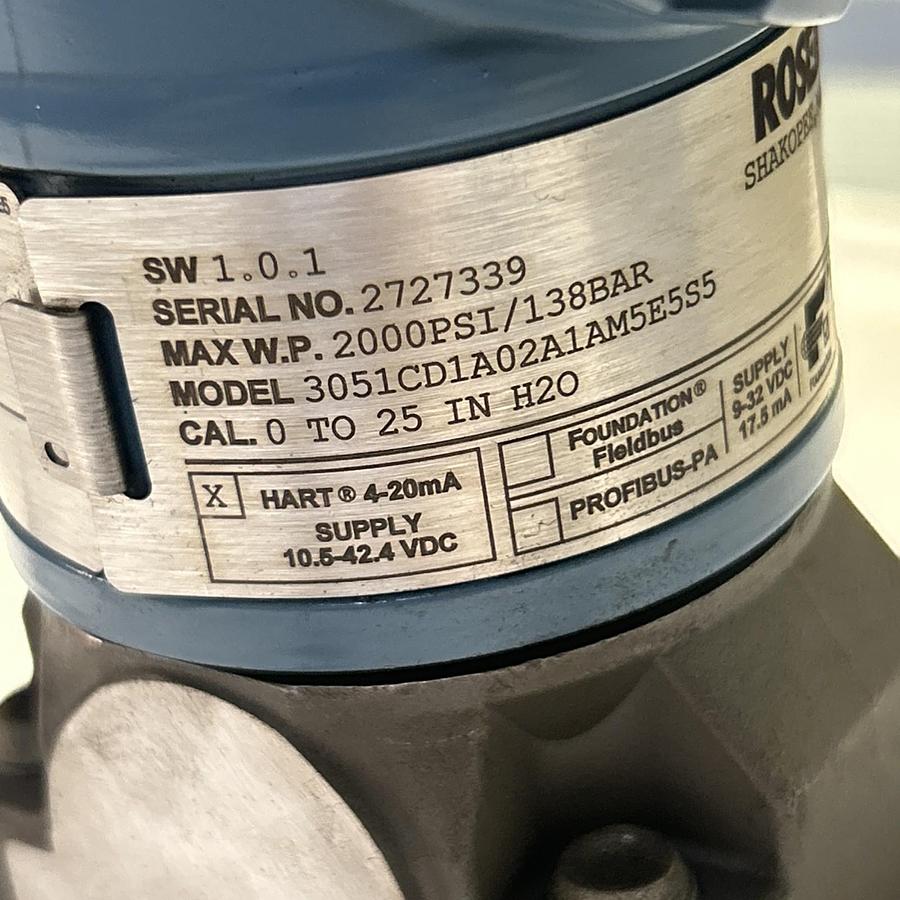 SHAKOPEE,
SW 1.0.1
SERIAL NO. 2727339
MAX W.P. 2000PSI/138BAR
MODEL 3051CD1A02A1AM5E5S5
CAL. 0 TO 25 IN H2O
X HART® 4-20mA
SUPPLY
10.5-42.4 VDC
FOUNDATION®
Fieldbus
PROFIBUS-PA
SUPPLY
9-32 VDC
17.5 mA